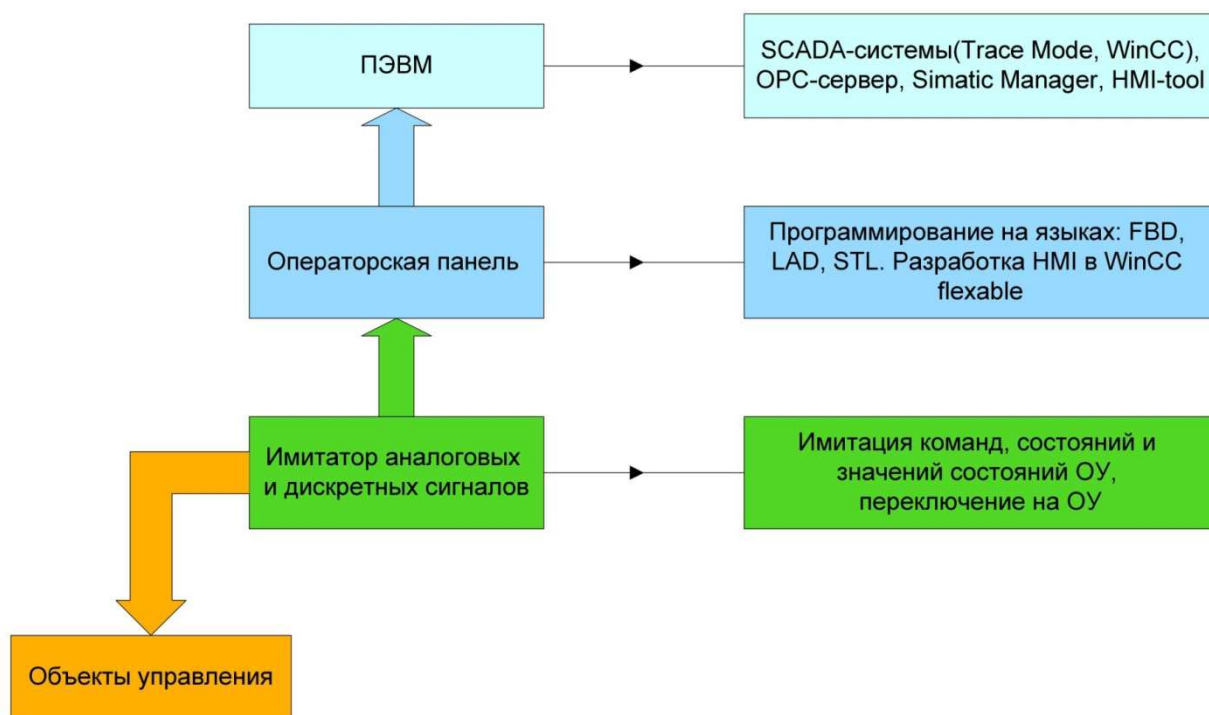 ПЭВМ
SCADA-системы(Trace Mode, WinCC),
OPC-сервер, Simatic Manager, HMI-tool
Операторская панель
Программирование на языках: FBD,
LAD, STL. Разработка HMI в WinCC
flexable
Имитатор аналоговых
и дискретных сигналов
Имитация команд, состояний и
значений состояний ОУ,
переключение на ОУ
Объекты управления